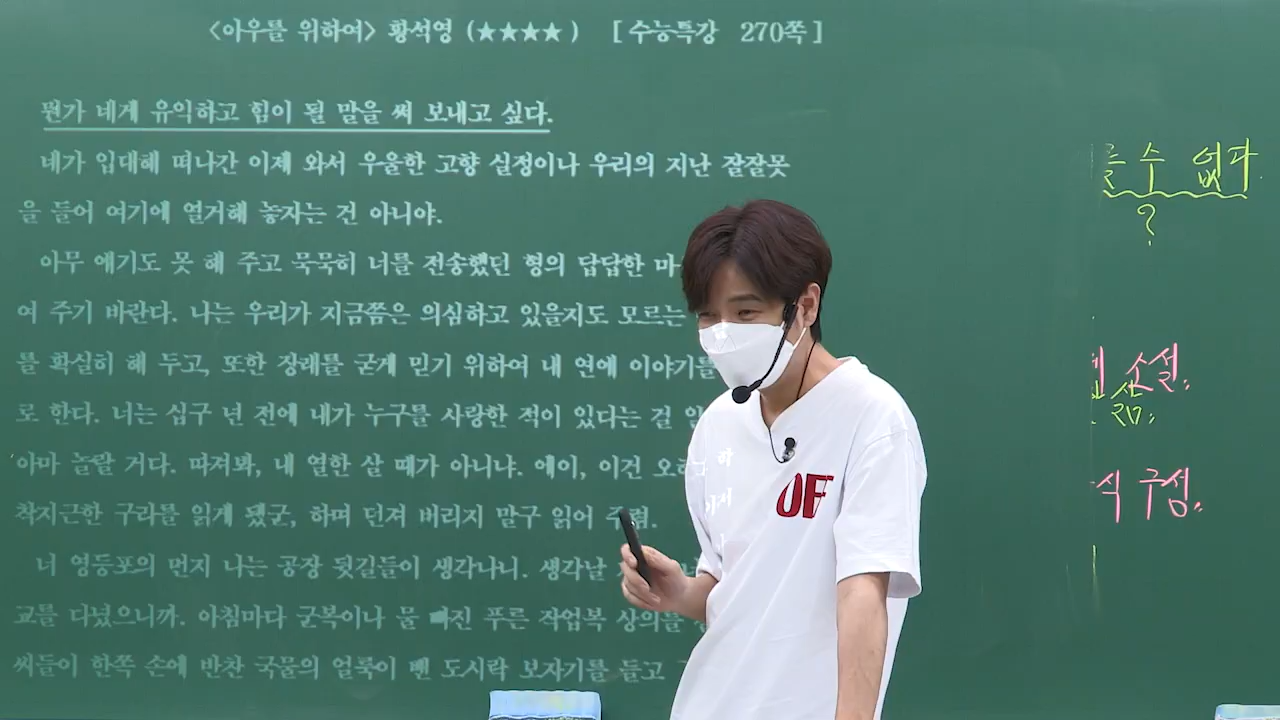 <아우를 위하여> 황석영 (★★★★) [수능특강 270쪽]
뭔가 네게 유익하고 힘이 될 말을 써 보내고 싶다.
네가 입대해 떠나간 이제 와서 우울한 고향 실정이나 우리의 지난 잘잘못
을 들어 여기에 열거해 놓자는 건 아니야.
아무 얘기도 못 해 주고 묵묵히 너를 전송했던 형의 답답한 마
여 주기 바란다. 나는 우리가 지금쯤은 의심하고 있을지도 모르는
를 확실히 해 두고, 또한 장래를 굳게 믿기 위하여 내 연애 이야기를
로 한다. 너는 십구 년 전에 내가 누구를 사랑한 적이 있다는 걸 알
아마 놀랄 거다. 따져봐, 내 열한 살 때가 아니냐. 에이, 이건 오
착지근한 구라를 읽게 됐군, 하며 던져 버리지 말구 읽어 주렴.
너 영등포의 먼지 나는 공장 뒷길들이 생각나니. 생각날
교를 다녔으니까. 아침마다 군복이나 물 빠진 푸른 작업복 상의를
씨들이 한쪽 손에 반찬 국물의 얼룩이 밴 도시락 보자기를 들고
를 수 없다.
?
소설.
식 구성.
OF